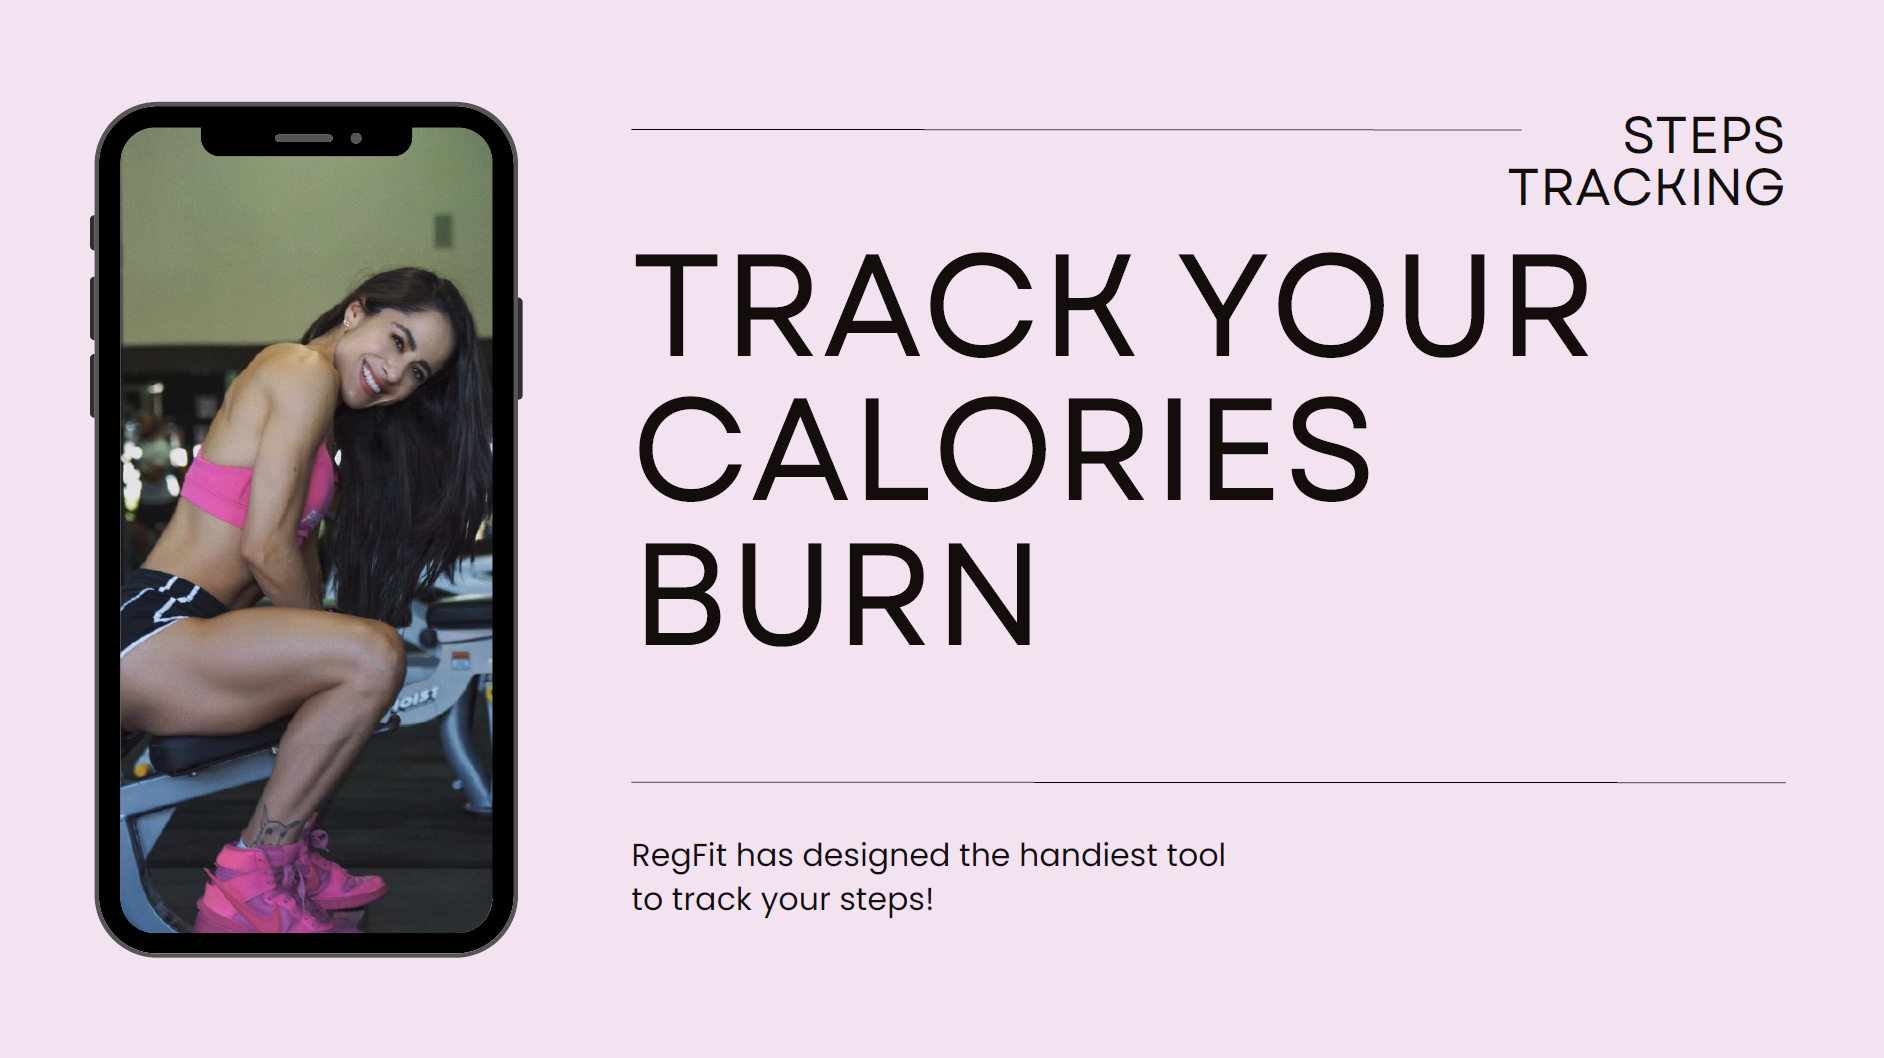 STEPS
TRACKING
TRACK YOUR
CALORIES
BURN
RegFit has designed the handiest tool
to track your steps!
HOIST